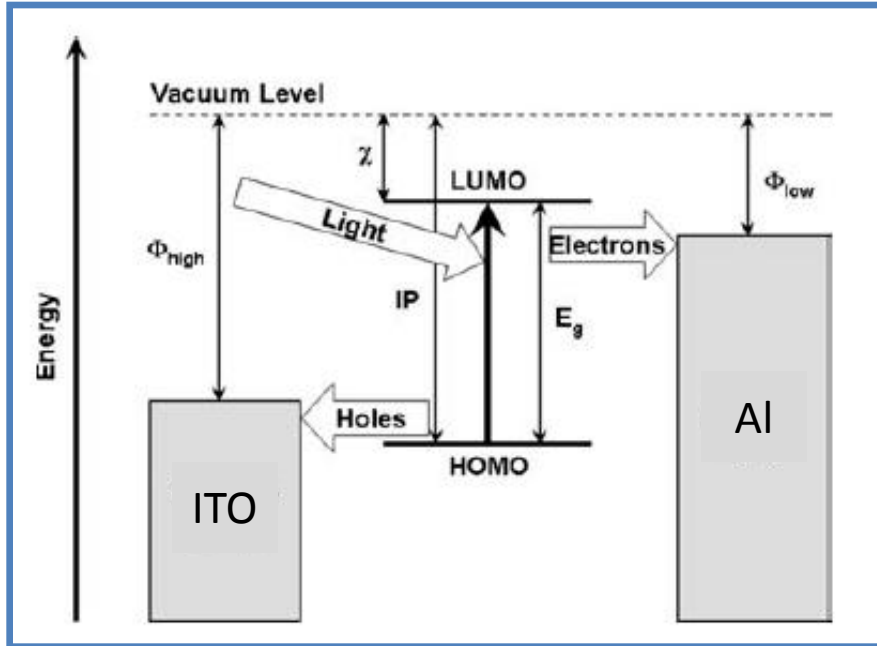 Vacuum Level
χ
LUMO
Φlow
Light
Electrons
Φhigh
IP
Eg
Energy
Holes
Al
HOMO
ITO